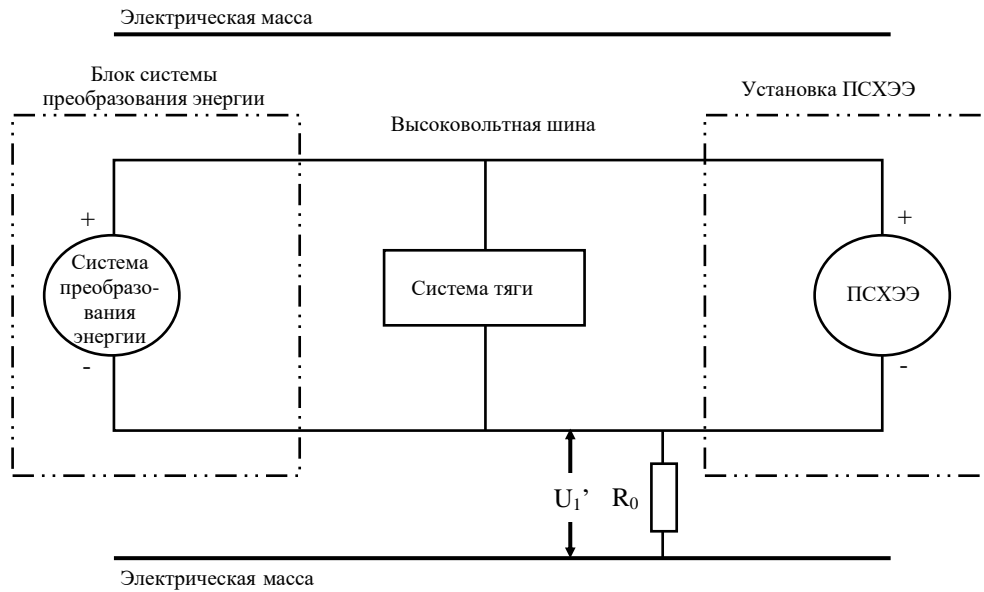 Электрическая масса
Блок системы
преобразования энергии
Установка ПСХЭЭ
Высоковольтная шина
+
+
Система
преобразо-
вания
энергии
Система тяги
ПСХЭЭ
-
-
U₁’
R₀
Электрическая масса